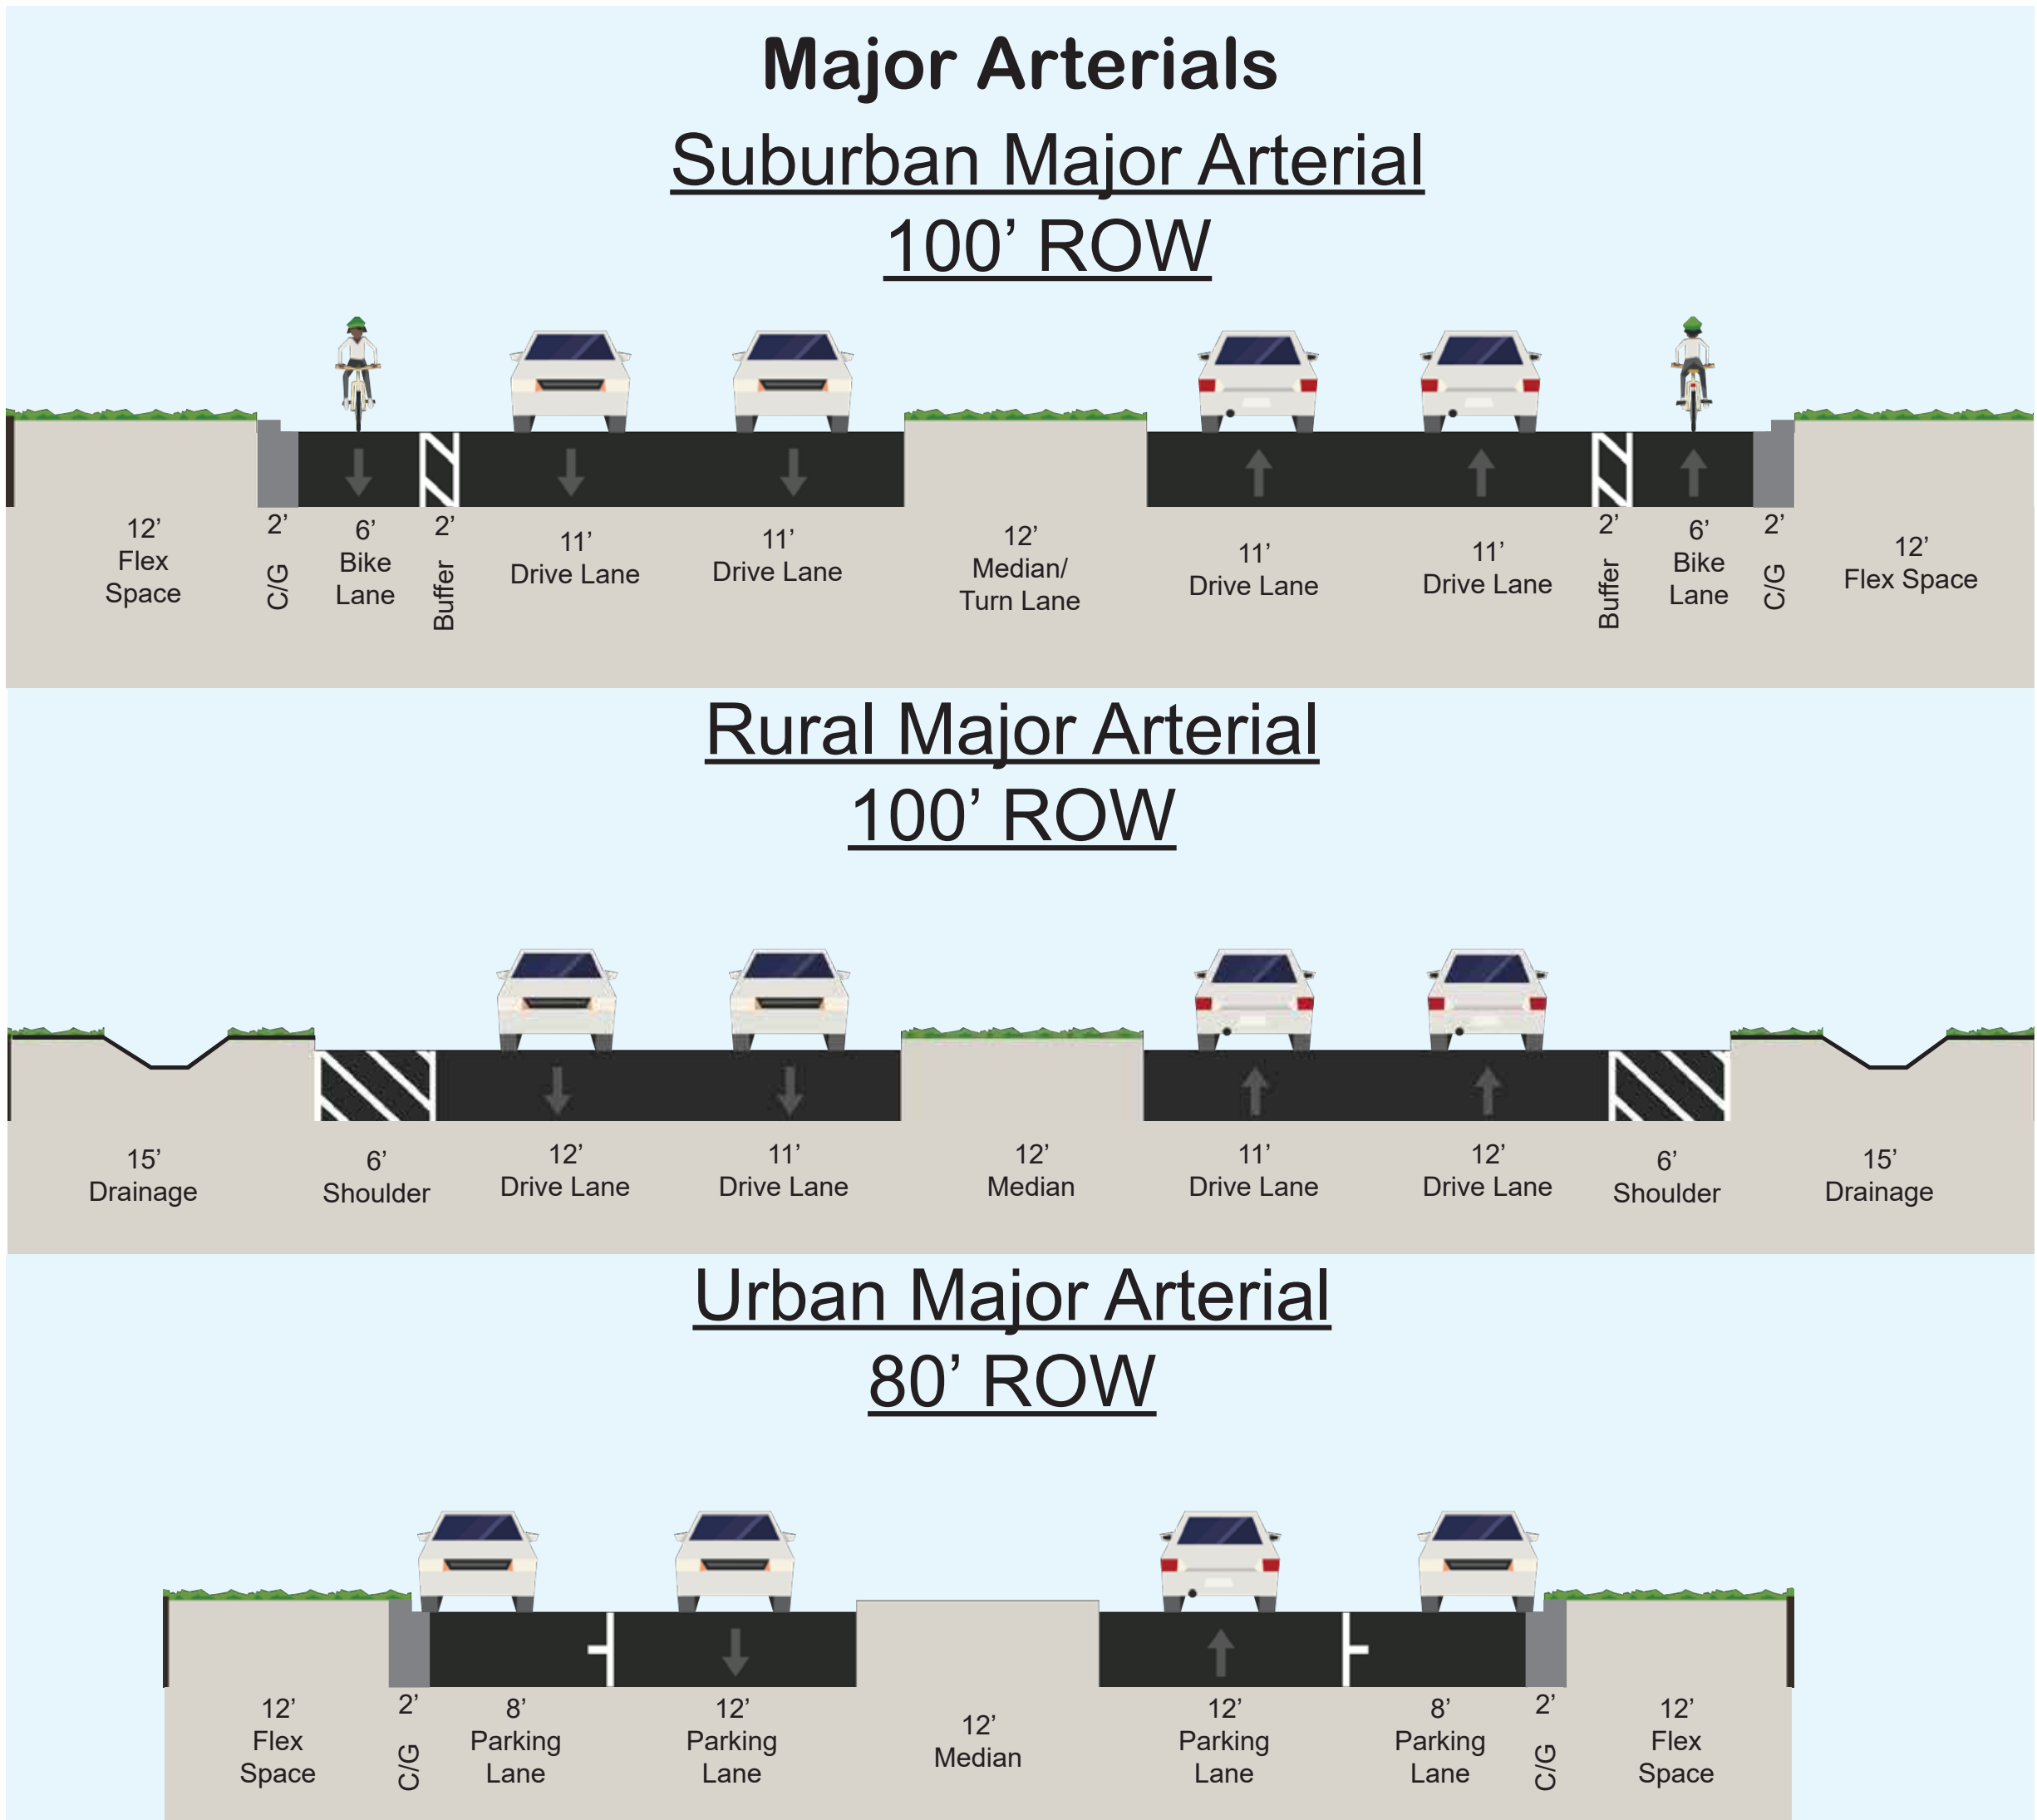 Major Arterials
Suburban Major Arterial
100’ ROW
12’
Flex
Space
2’
C/G
6’
Bike
Lane
2’
Buffer
11’
Drive Lane
11’
Drive Lane
12’
Median/
Turn Lane
11’
Drive Lane
11’
Drive Lane
2’
Buffer
6’
Bike
Lane
2’
C/G
12’
Flex Space
Rural Major Arterial
100’ ROW
15’
Drainage
6’
Shoulder
12’
Drive Lane
11’
Drive Lane
12’
Median
11’
Drive Lane
12’
Drive Lane
6’
Shoulder
15’
Drainage
Urban Major Arterial
80’ ROW
12’
Flex
Space
2’
C/G
8’
Parking
Lane
12’
Parking
Lane
12’
Median
12’
Parking
Lane
8’
Parking
Lane
2’
C/G
12’
Flex
Space